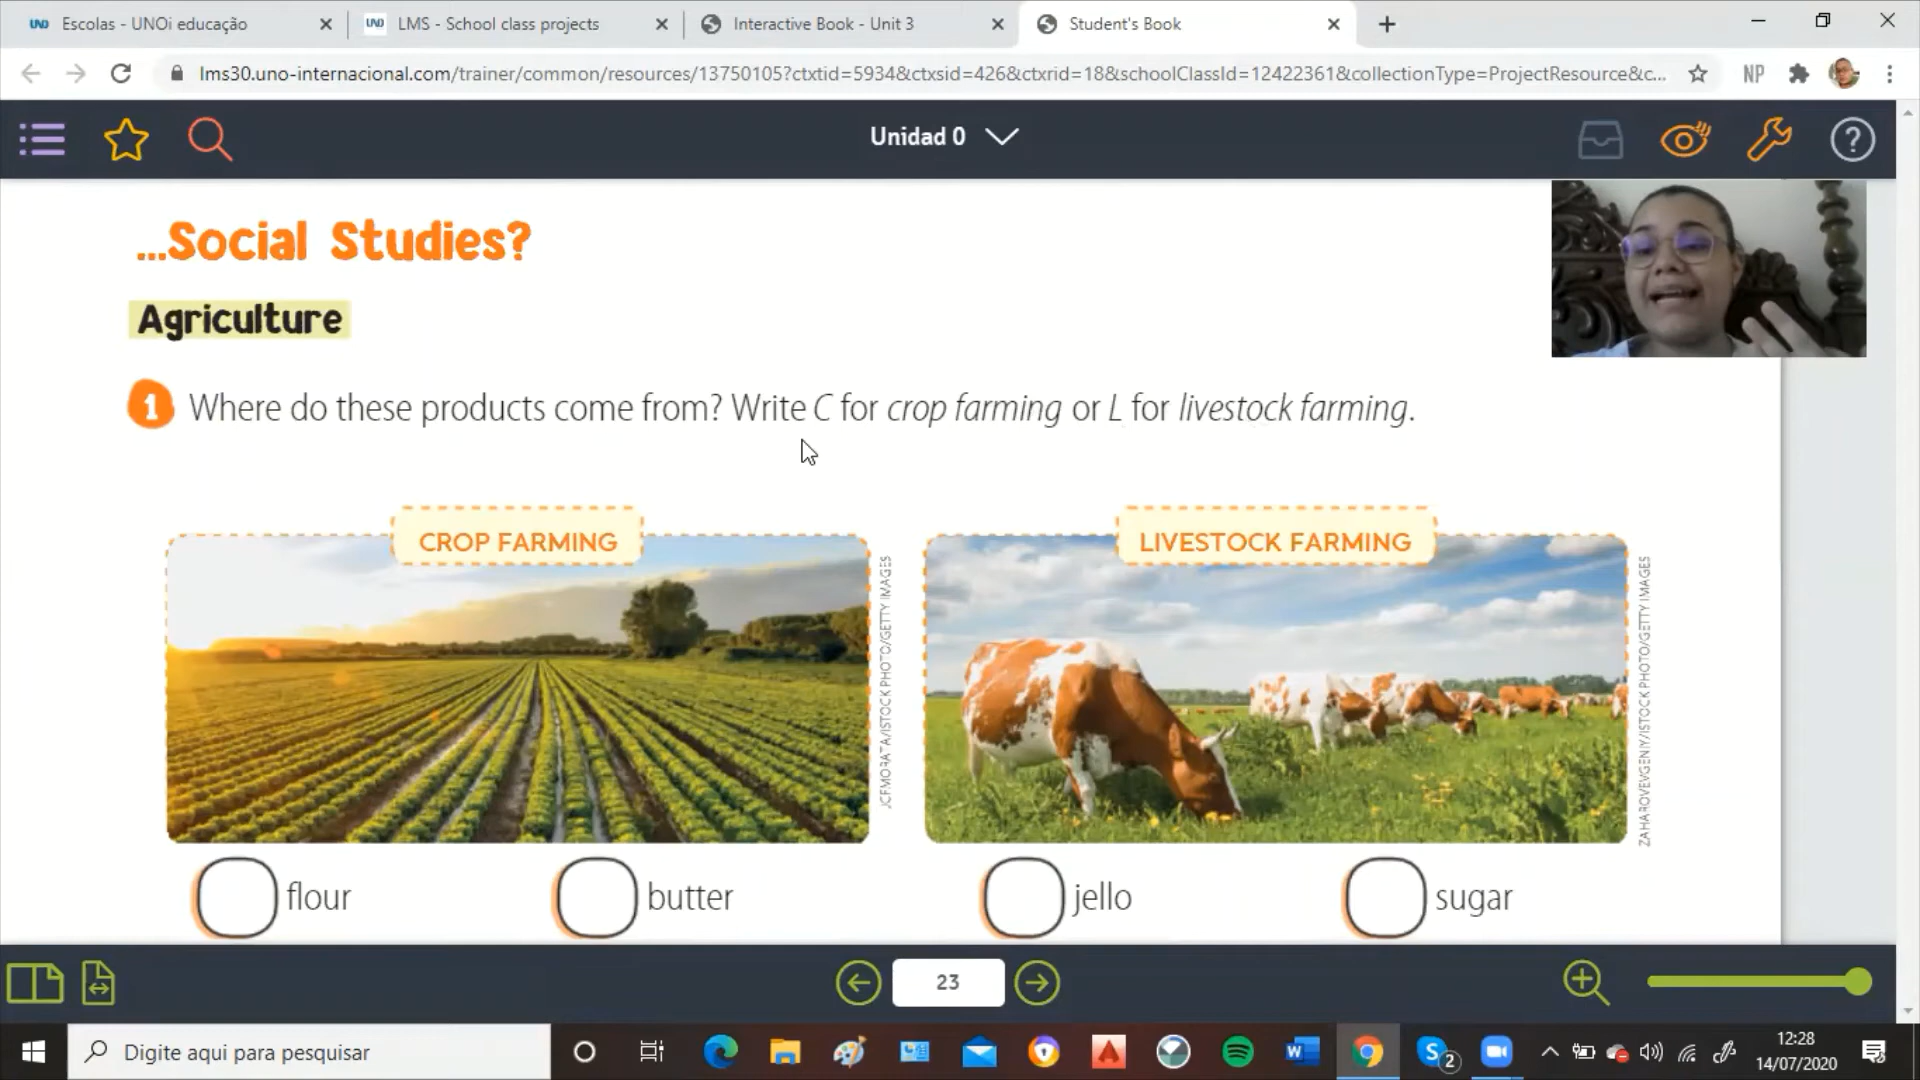 Escolas - UNOi educação
UNO LMS - School class projects
Interactive Book - Unit 3
Student's Book
lms30.uno-internacional.com/trainer/common/resources/13750105?ctxtid=5934&ctxsid=426&ctxrid=18&schoolClassId=12422361&collectionType=ProjectResource&c...
NP
Unidad 0
...Social Studies?
Agriculture
1 Where do these products come from? Write C for crop farming or L for livestock farming.
CROP FARMING
LIVESTOCK FARMING
JCFMORATA/ISTOCK PHOTO/GETTY IMAGES
ZAHAROVEVGENIY/ISTOCK PHOTO/GETTY IMAGES
flour butter jello sugar
23
Digite aqui para pesquisar
2
12:28
14/07/2020